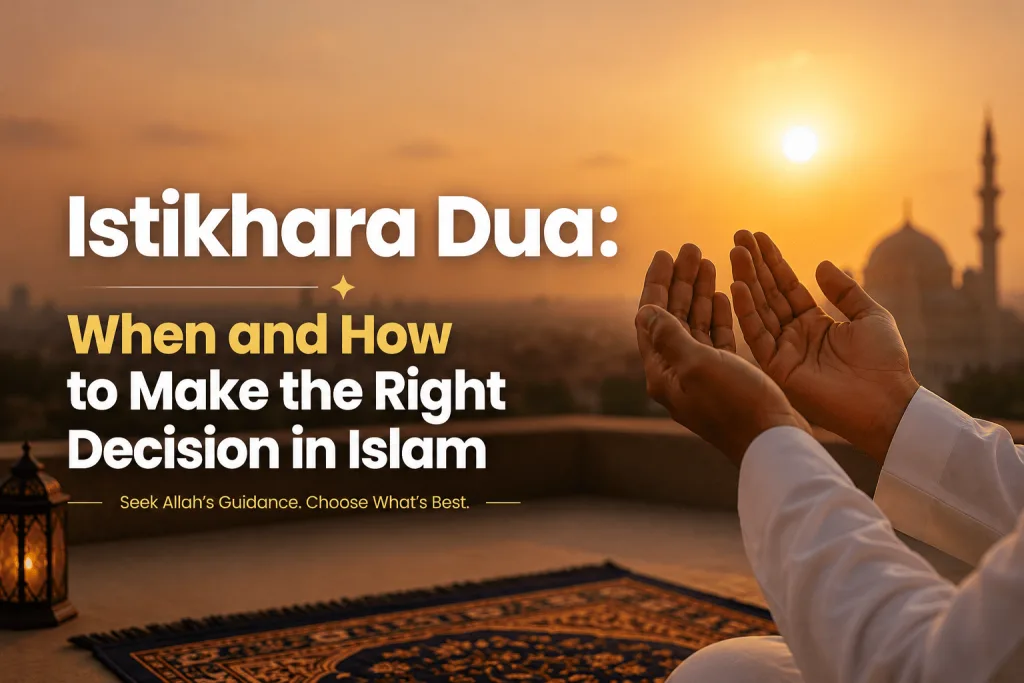 Istikhara Dua:
When and How
to Make the Right
Decision in Islam
Seek Allah's Guidance. Choose What's Best.